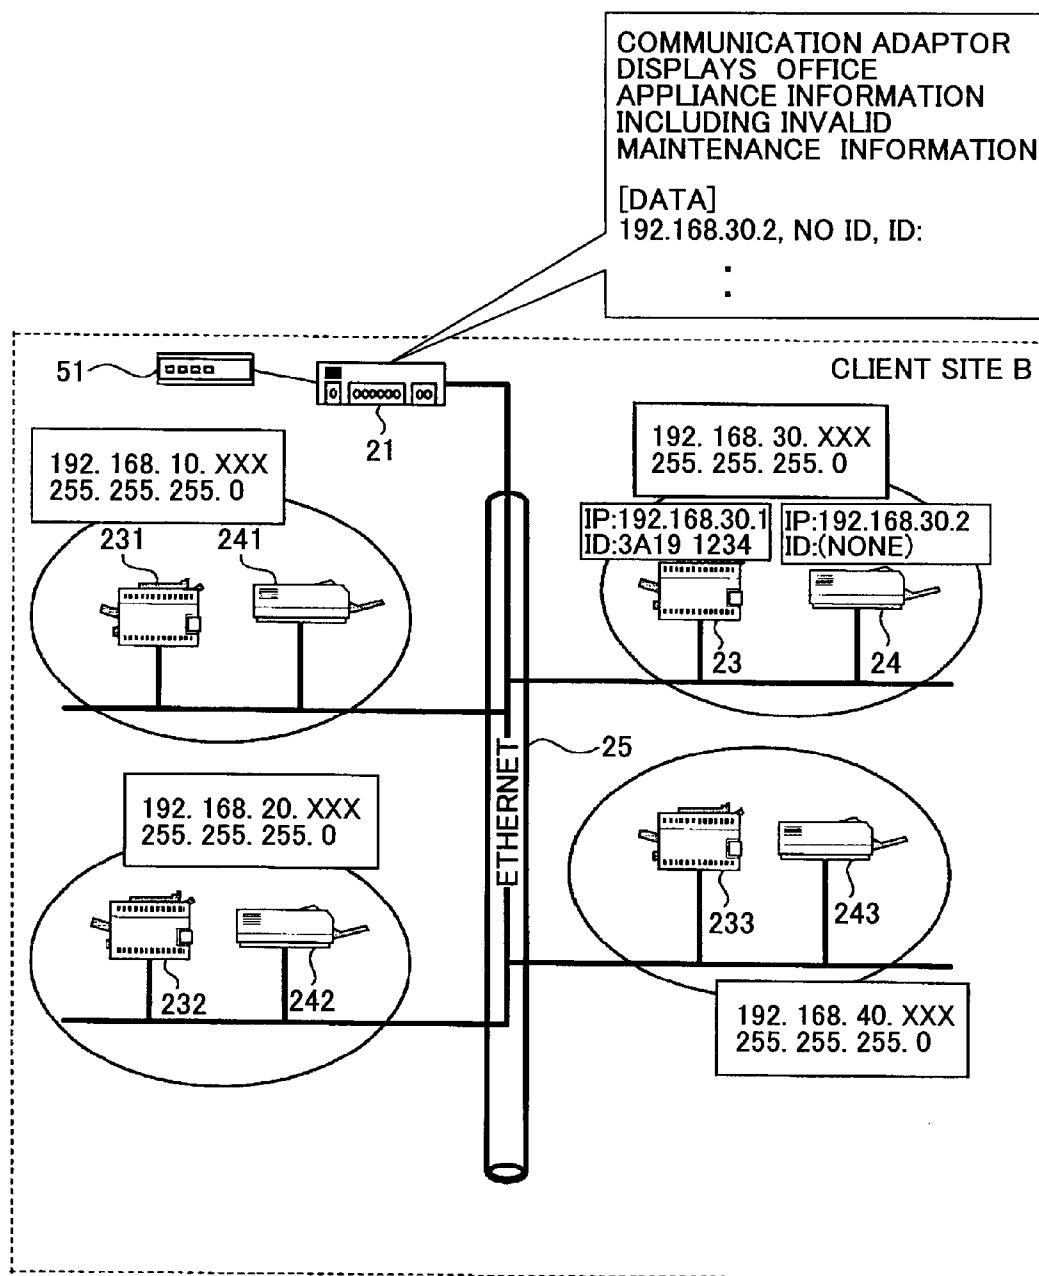 COMMUNICATION ADAPTOR
DISPLAYS OFFICE
APPLIANCE INFORMATION
INCLUDING INVALID
MAINTENANCE INFORMATION
[DATA]
192.168.30.2, NO ID, ID:
:
CLIENT SITE B
51
21
192. 168. 10. XXX
255. 255. 255. 0
231
241
192. 168. 30. XXX
255. 255. 255. 0
IP:192.168.30.1
ID:3A19 1234
IP:192.168.30.2
ID:(NONE)
23
24
ETHERNET
25
192. 168. 20. XXX
255. 255. 255. 0
232
242
233
243
192. 168. 40. XXX
255. 255. 255. 0